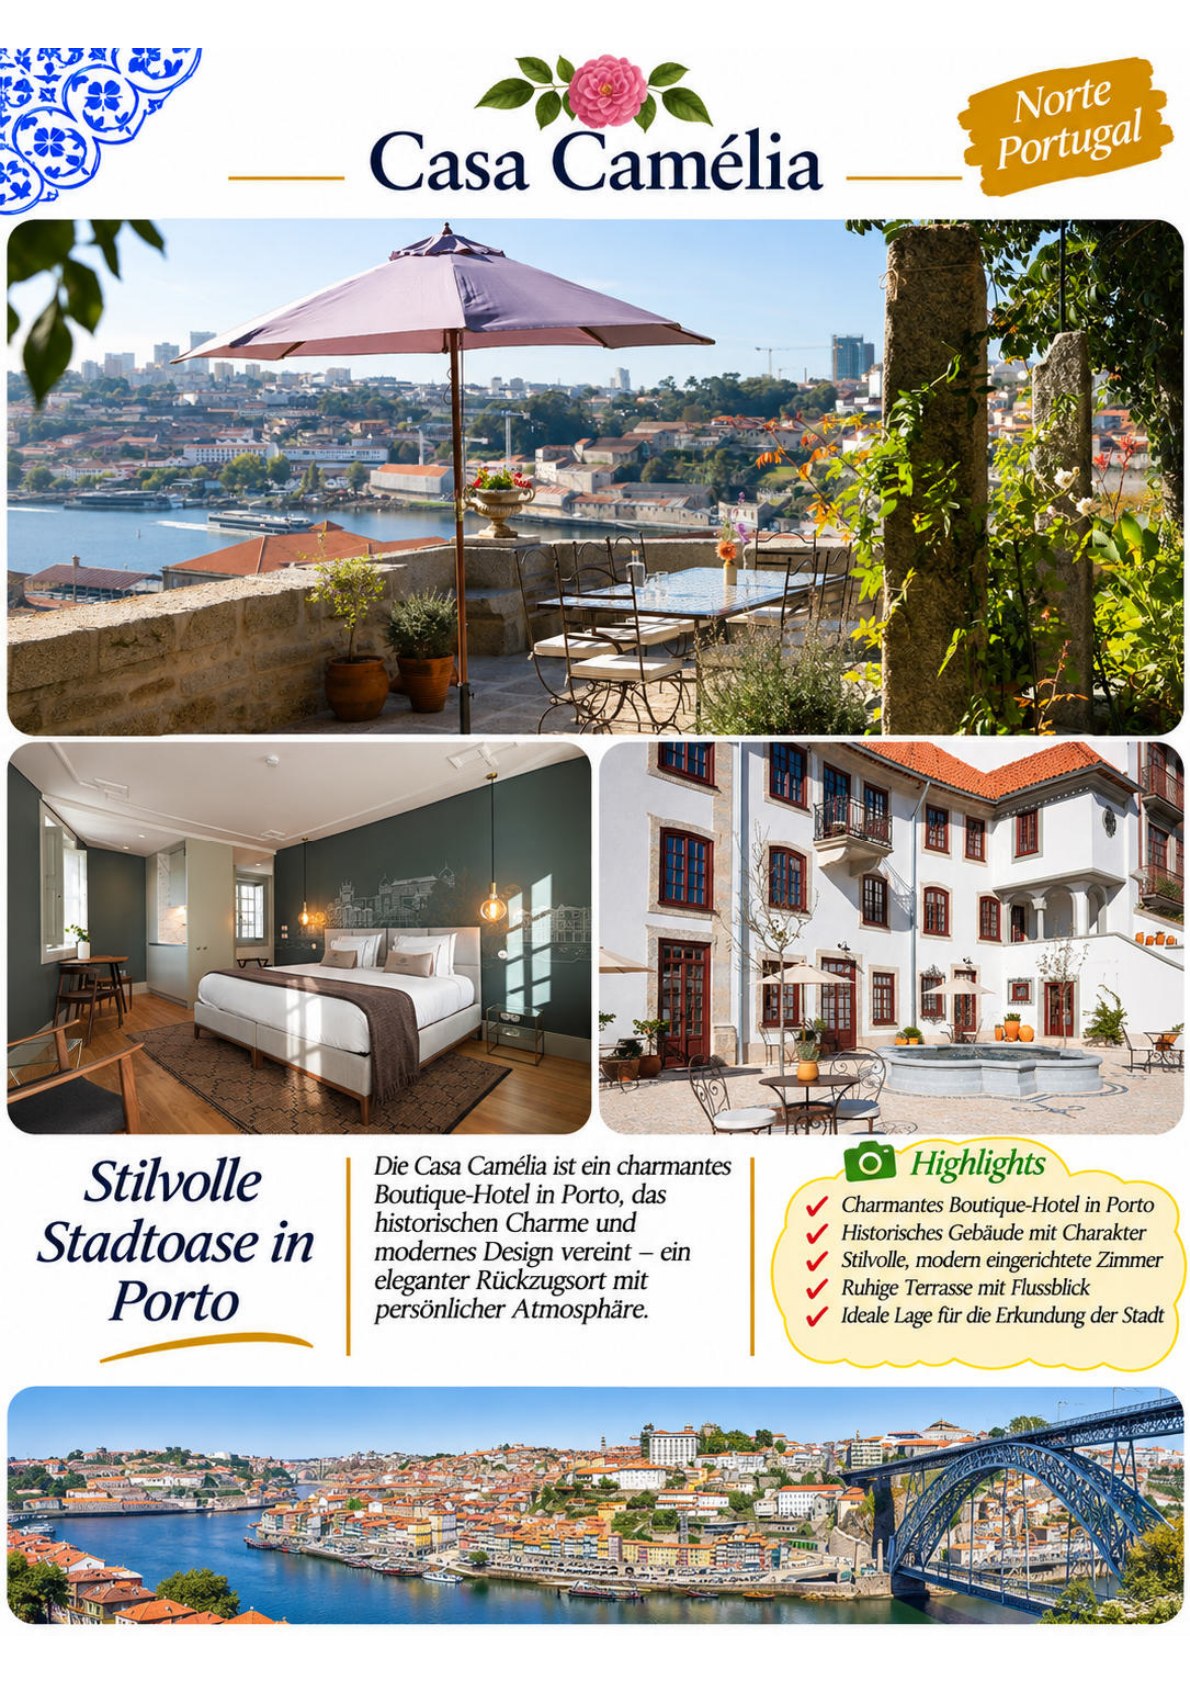 Casa Camélia
Norte
Portugal
Stilvolle
Stadtoase in
Porto
Die Casa Camélia ist ein charmantes
Boutique-Hotel in Porto, das
historischen Charme und
modernes Design vereint – ein
eleganter Rückzugsort mit
persönlicher Atmosphäre.
Highlights
Charmantes Boutique-Hotel in Porto
Historisches Gebäude mit Charakter
Stilvolle, modern eingerichtete Zimmer
Ruhige Terrasse mit Flussblick
Ideale Lage für die Erkundung der Stadt